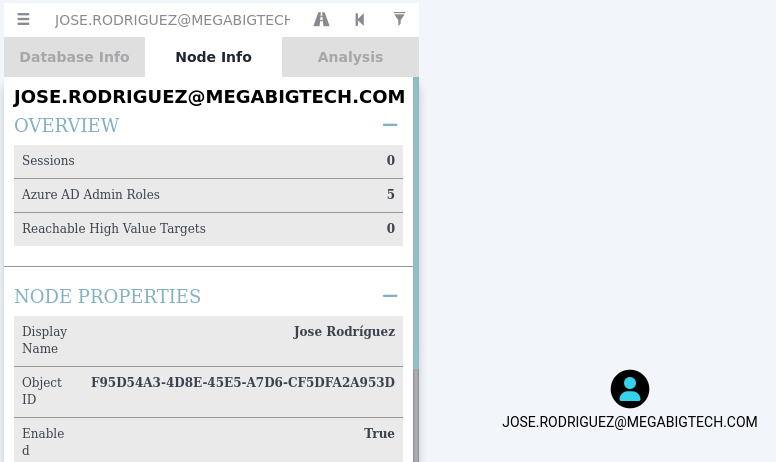 JOSE.RODRIGUEZ@MEGABIGTECH
Database Info Node Info Analysis
JOSE.RODRIGUEZ@MEGABIGTECH.COM
OVERVIEW
Sessions 0
Azure AD Admin Roles 5
Reachable High Value Targets 0
NODE PROPERTIES
Display Jose Rodríguez
Name
Object F95D54A3-4D8E-45E5-A7D6-CF5DFA2A953D
ID
Enable True
d
JOSE.RODRIGUEZ@MEGABIGTECH.COM